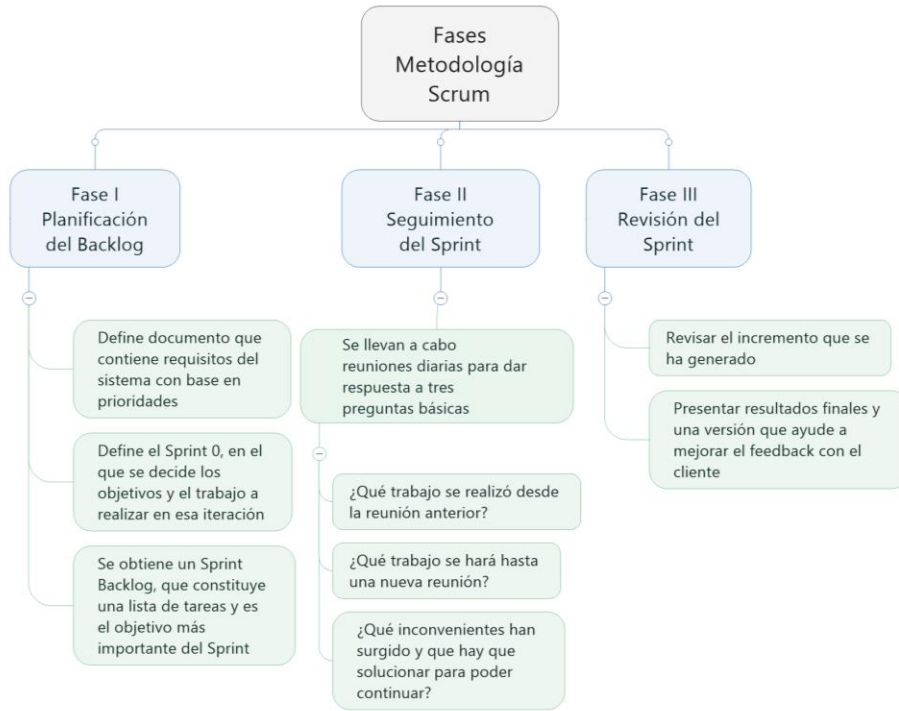 Fases
Metodología
Scrum
Fase I
Planificación
del Backlog
Define documento que
contiene requisitos del
sistema con base en
prioridades
Define el Sprint 0, en el
que se decide los
objetivos y el trabajo a
realizar en esa iteración
Se obtiene un Sprint
Backlog, que constituye
una lista de tareas y es
el objetivo más
importante del Sprint
Fase II
Seguimiento
del Sprint
Se llevan a cabo
reuniones diarias para dar
respuesta a tres
preguntas básicas
¿Qué trabajo se realizó desde
la reunión anterior?
¿Qué trabajo se hará hasta
una nueva reunión?
¿Qué inconvenientes han
surgido y que hay que
solucionar para poder
continuar?
Fase III
Revisión del
Sprint
Revisar el incremento que se
ha generado
Presentar resultados finales y
una versión que ayude a
mejorar el feedback con el
cliente